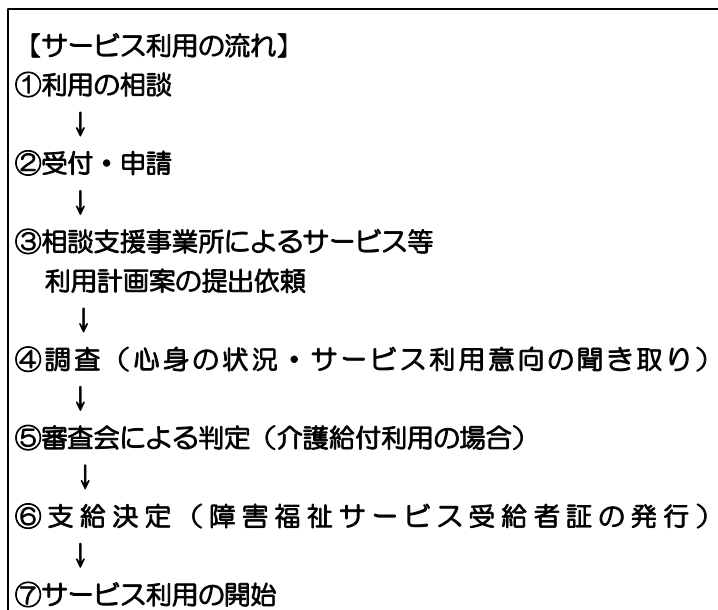 【サービス利用の流れ】
①利用の相談
↓
②受付・申請
↓
③相談支援事業所によるサービス等
利用計画案の提出依頼
↓
④調査（心身の状況・サービス利用意向の聞き取り）
↓
⑤審査会による判定（介護給付利用の場合）
↓
⑥支給決定（障害福祉サービス受給者証の発行）
↓
⑦サービス利用の開始